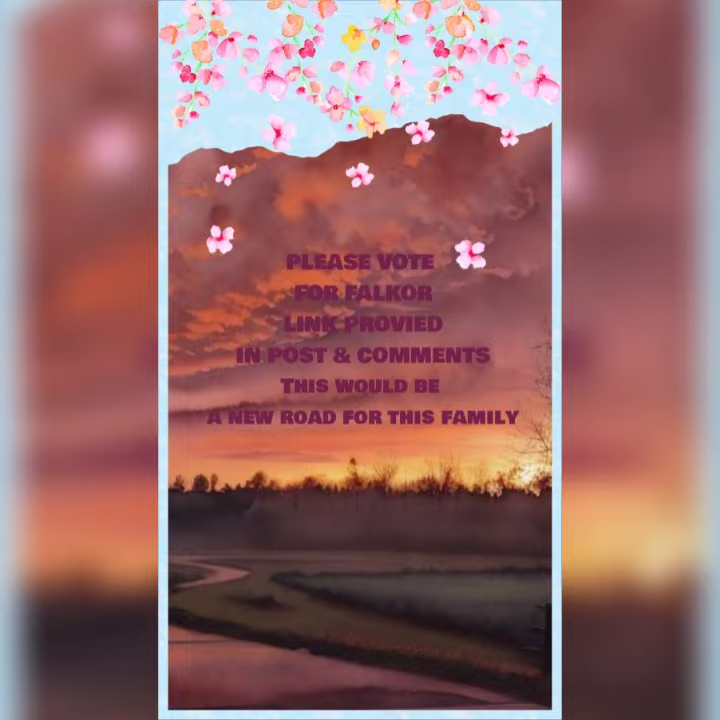 PLEASE VOTE
FOR FALKOR
LINK PROVIED
IN POST & COMMENTS
THIS WOULD BE
A NEW ROAD FOR THIS FAMILY